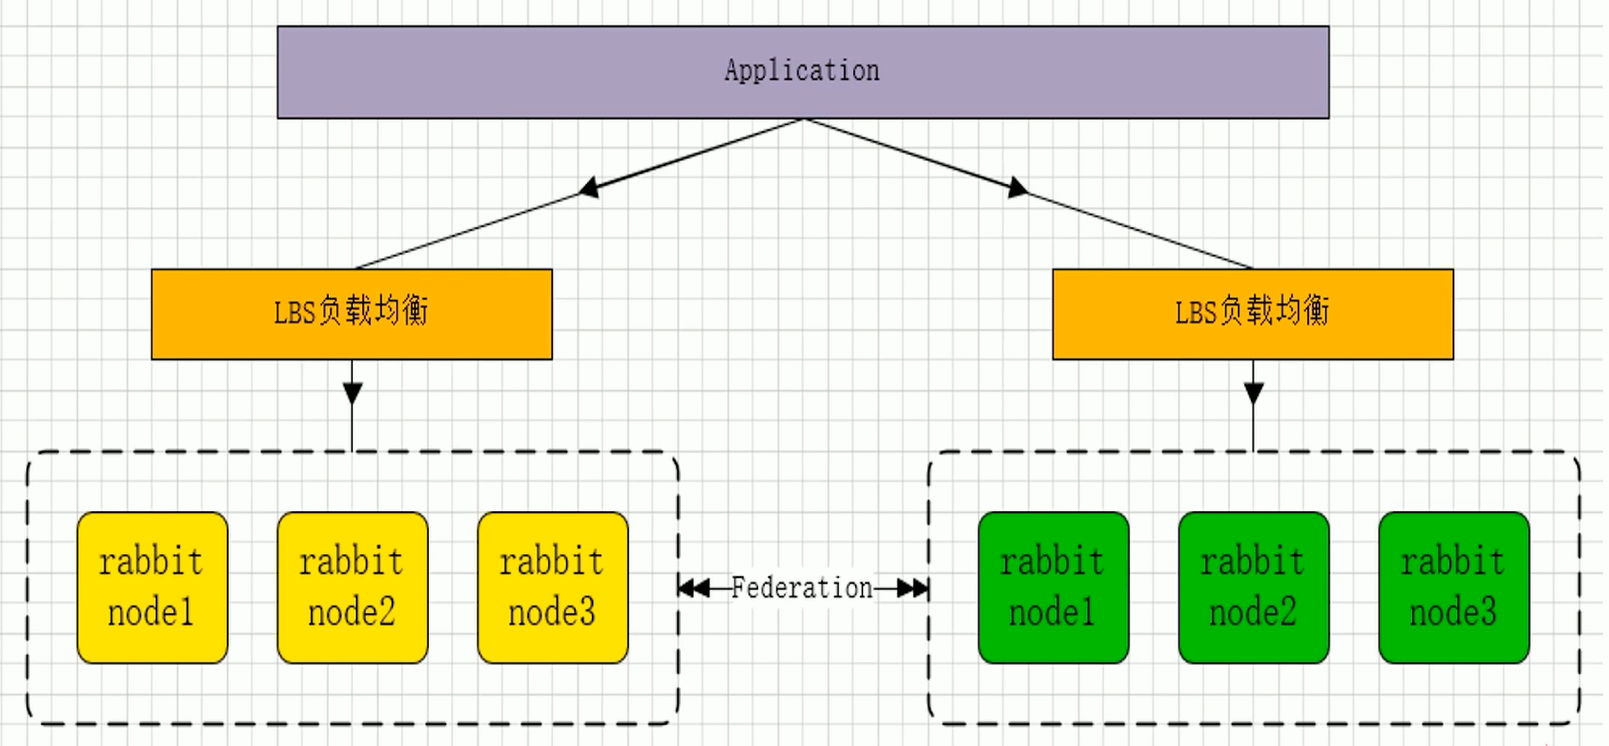 Application
LBS负载均衡
LBS负载均衡
rabbit
node1
rabbit
node2
rabbit
node3
Federation
rabbit
node1
rabbit
node2
rabbit
node3